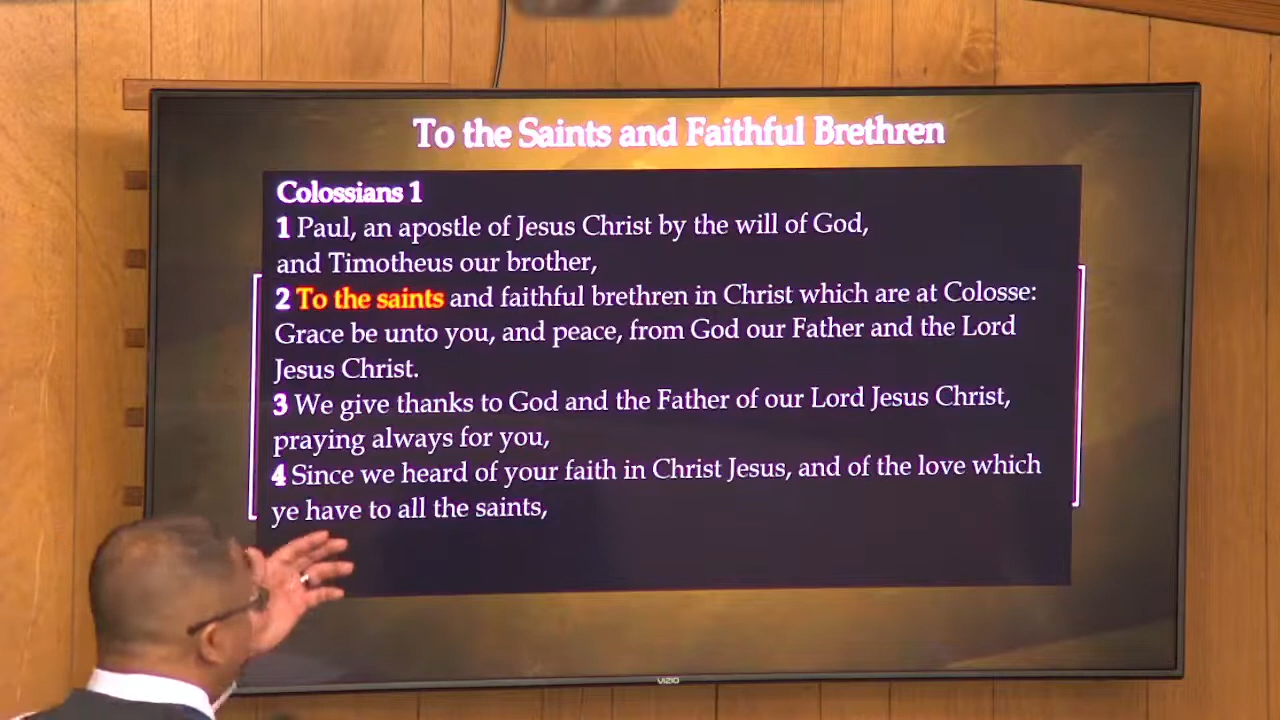 To the Saints and Faithful Brethren
Colossians 1
1 Paul, an apostle of Jesus Christ by the will of God,
and Timotheus our brother,
2 To the saints and faithful brethren in Christ which are at Colosse:
Grace be unto you, and peace, from God our Father and the Lord
Jesus Christ.
3 We give thanks to God and the Father of our Lord Jesus Christ,
praying always for you,
4 Since we heard of your faith in Christ Jesus, and of the love which
ye have to all the saints,
VIZIO